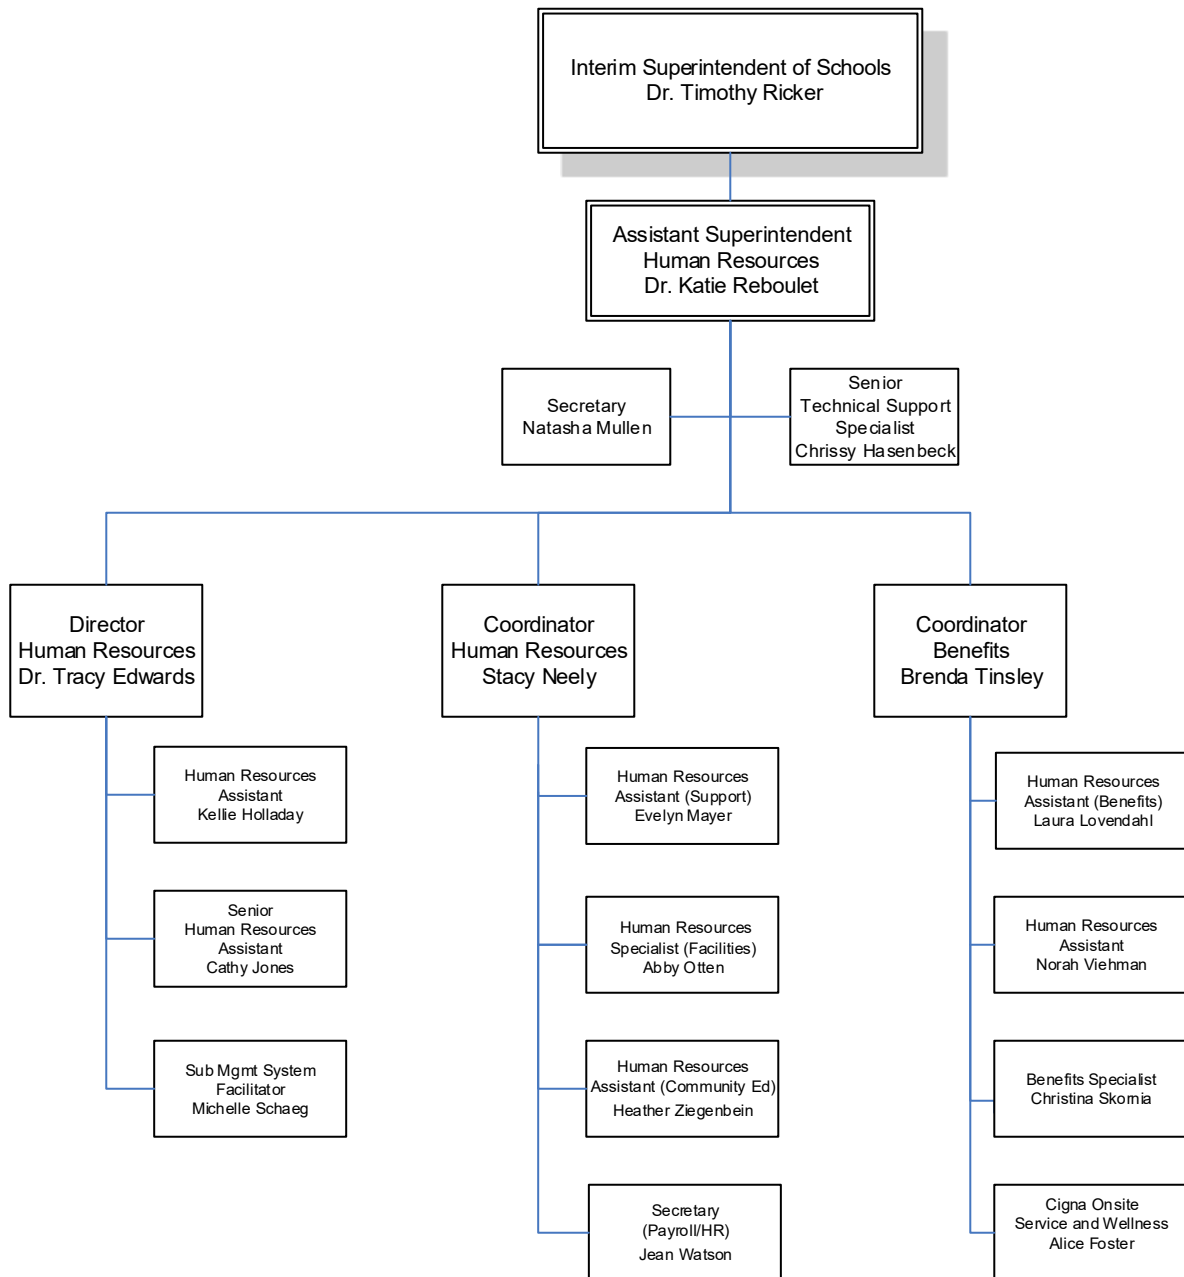 Interim Superintendent of Schools
Dr. Timothy Ricker
Assistant Superintendent
Human Resources
Dr. Katie Reboulet
Secretary
Natasha Mullen
Senior
Technical Support
Specialist
Chrissy Hasenbeck
Director
Human Resources
Dr. Tracy Edwards
Coordinator
Human Resources
Stacy Neely
Coordinator
Benefits
Brenda Tinsley
Human Resources
Assistant
Kellie Holladay
Senior
Human Resources
Assistant
Cathy Jones
Sub Mgmt System
Facilitator
Michelle Schaeg
Human Resources
Assistant (Support)
Evelyn Mayer
Human Resources
Specialist (Facilities)
Abby Otten
Human Resources
Assistant (Community Ed)
Heather Ziegenbein
Secretary
(Payroll/HR)
Jean Watson
Human Resources
Assistant (Benefits)
Laura Lovendahl
Human Resources
Assistant
Norah Viehman
Benefits Specialist
Christina Skornia
Cigna Onsite
Service and Wellness
Alice Foster